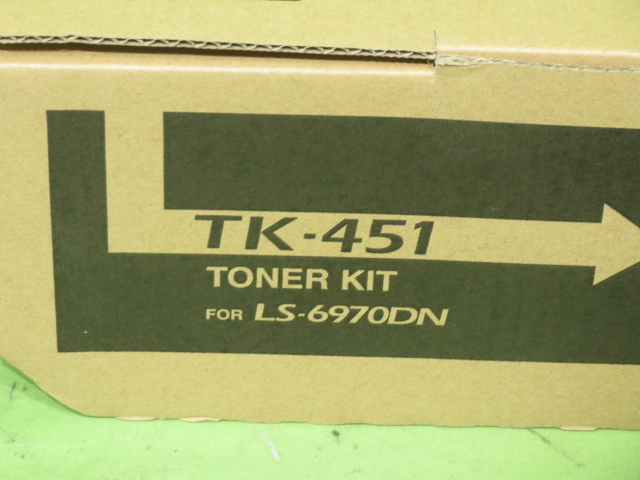 TK-451
TONER KIT
FOR LS-6970DN